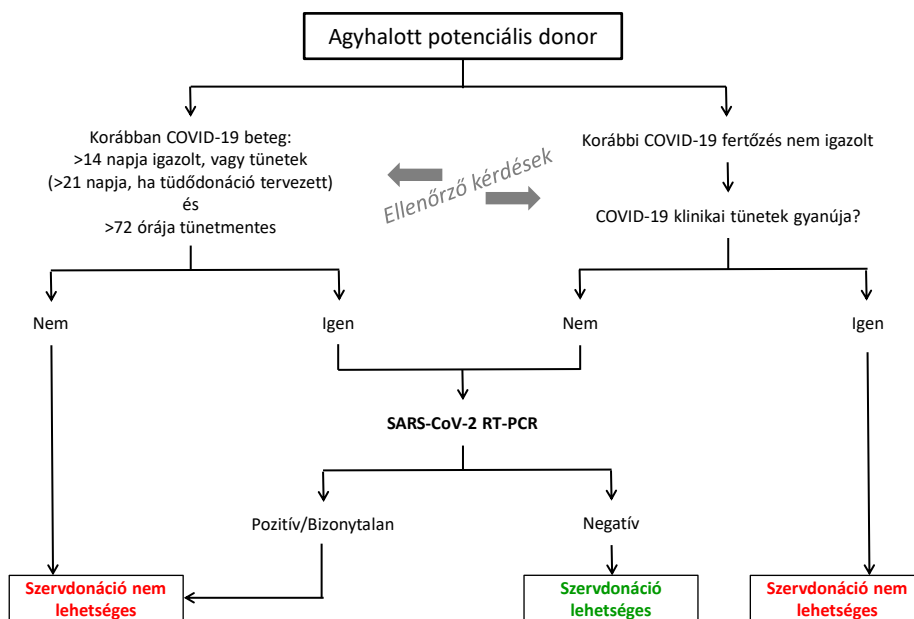 Agyhalott potenciális donor
Korábban COVID-19 beteg:
>14 napja igazolt, vagy tünetek
(>21 napja, ha tüdődonáció tervezett)
és
>72 órája tünetmentes
Ellenőrző kérdések
Korábbi COVID-19 fertőzés nem igazolt
COVID-19 klinikai tünetek gyanúja?
Nem
Igen
Nem
Igen
SARS-CoV-2 RT-PCR
Pozitív/Bizonytalan
Negatív
Szervdonáció nem
lehetséges
Szervdonáció
lehetséges
Szervdonáció nem
lehetséges